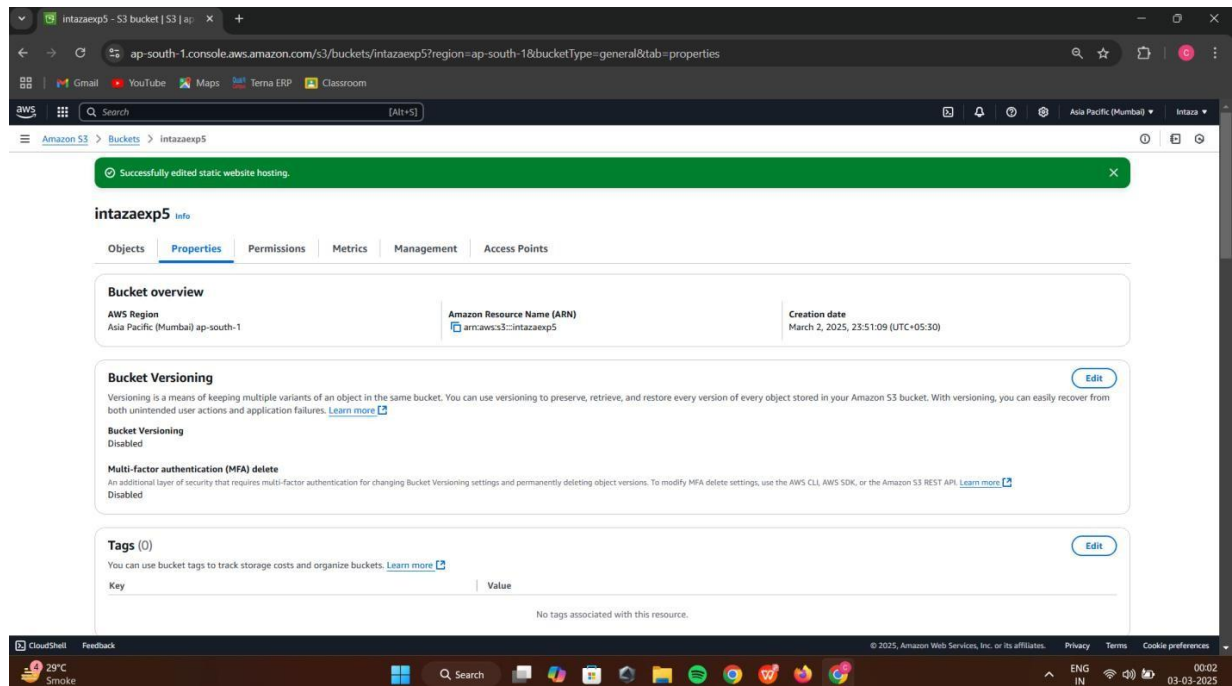 intazaexp5 - S3 bucket | S3 | ap
ap-south-1.console.aws.amazon.com/s3/buckets/intazaexp5?region=ap-south-1&bucketType=general&tab=properties
Gmail YouTube Maps Terna ERP Classroom
aws Search [Alt+S] Asia Pacific (Mumbai) Intaza
Amazon S3 > Buckets > intazaexp5
Successfully edited static website hosting.
intazaexp5 Info
Objects Properties Permissions Metrics Management Access Points
Bucket overview
AWS Region Amazon Resource Name (ARN) Creation date
Asia Pacific (Mumbai) ap-south-1 arn:aws:s3:::intazaexp5 March 2, 2025, 23:51:09 (UTC+05:30)
Bucket Versioning Edit
Versioning is a means of keeping multiple variants of an object in the same bucket. You can use versioning to preserve, retrieve, and restore every version of every object stored in your Amazon S3 bucket. With versioning, you can easily recover from
both unintended user actions and application failures. Learn more
Bucket Versioning
Disabled
Multi-factor authentication (MFA) delete
An additional layer of security that requires multi-factor authentication for changing Bucket Versioning settings and permanently deleting object versions. To modify MFA delete settings, use the AWS CLI, AWS SDK, or the Amazon S3 REST API. Learn more
Disabled
Tags (0) Edit
You can use bucket tags to track storage costs and organize buckets. Learn more
Key Value
No tags associated with this resource.
CloudShell Feedback © 2025, Amazon Web Services, Inc. or its affiliates. Privacy Terms Cookie preferences
4 29°C Search ENG 00:02
Smoke IN 03-03-2025